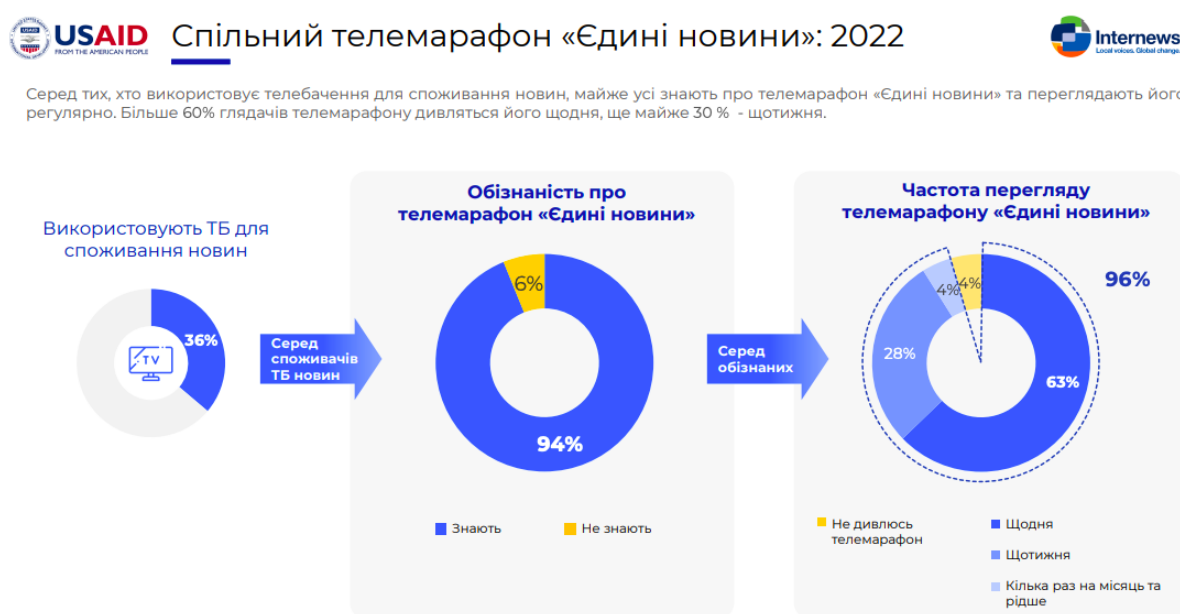 USAID
FROM THE AMERICAN PEOPLE
Спільний телемарафон «Єдині новини»: 2022
Internews
Local voices. Global change.
Серед тих, хто використовує телебачення для споживання новин, майже усі знають про телемарафон «Єдині новини» та переглядають його
регулярно. Більше 60% глядачів телемарафону дивляться його щодня, ще майже 30 % - щотижня.
Використовують ТБ для
споживання новин
36%
TV
Серед
споживачів
ТБ новин
Обізнаність про
телемарафон «Єдині новини»
6%
94%
Знають
Не знають
Серед
обізнаних
Частота перегляду
телемарафону «Єдині новини»
96%
4%
4%
28%
63%
Не дивлюсь
телемарафон
Щодня
Щотижня
Кілька раз на місяць та
рідше